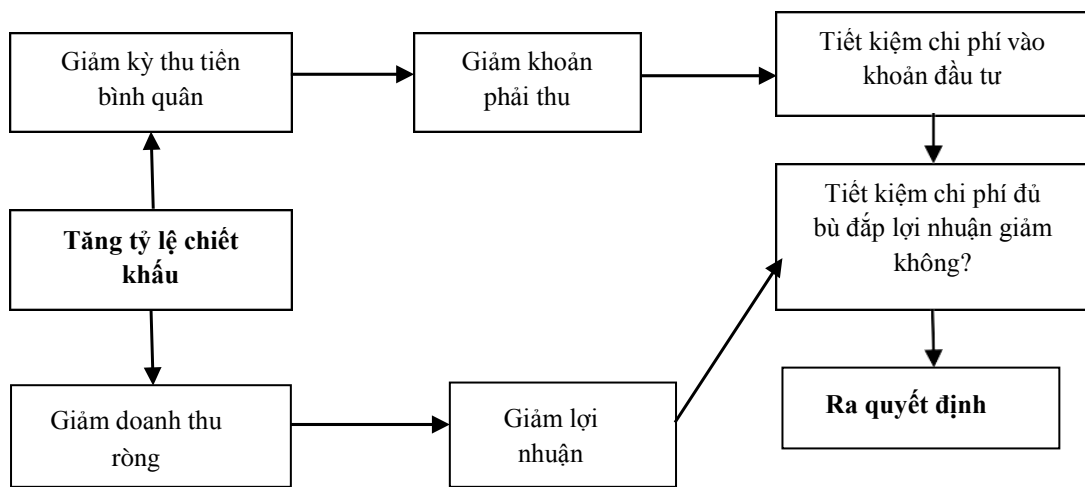 Giảm kỳ thu tiền
bình quân
Giảm khoản
phải thu
Tiết kiệm chi phí vào
khoản đầu tư
Tăng tỷ lệ chiết
khấu
Tiết kiệm chi phí đủ
bù đắp lợi nhuận giảm
không?
Giảm doanh thu
ròng
Giảm lợi
nhuận
Ra quyết định